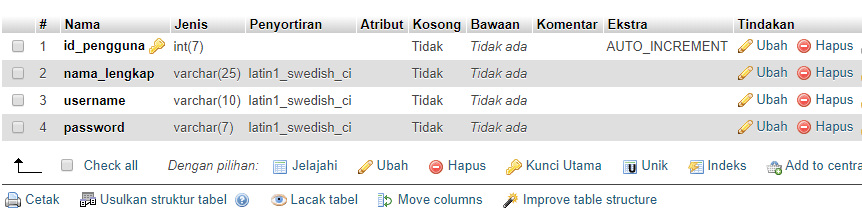 # Nama Jenis Penyortiran Atribut Kosong Bawaan Komentar Ekstra Tindakan
1 id_pengguna int(7) Tidak Tidak ada AUTO_INCREMENT Ubah Hapus
2 nama_lengkap varchar(25) latin1_swedish_ci Tidak Tidak ada Ubah Hapus
3 username varchar(10) latin1_swedish_ci Tidak Tidak ada Ubah Hapus
4 password varchar(7) latin1_swedish_ci Tidak Tidak ada Ubah Hapus
Check all Dengan pilihan: Jelajahi Ubah Hapus Kunci Utama Unik Indeks Add to centra
Cetak Usulkan struktur tabel Lacak tabel Move columns Improve table structure